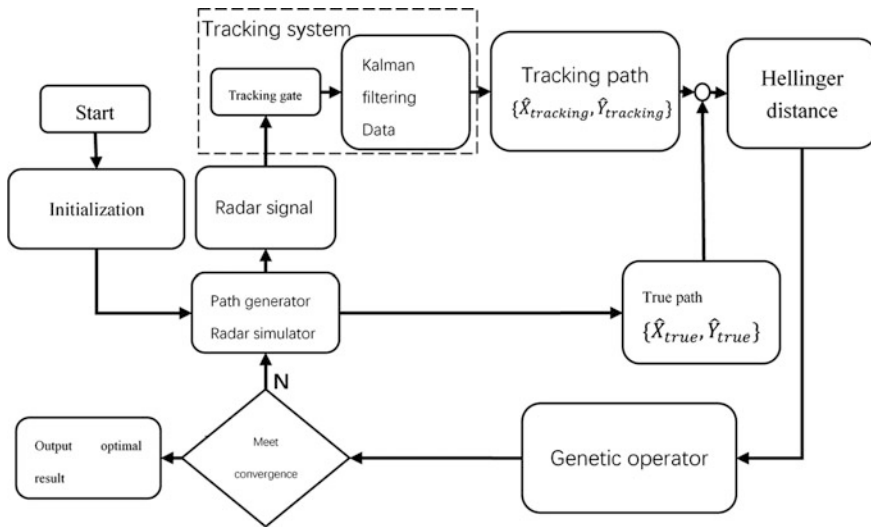 Tracking system
Start
Tracking gate
Kalman
filtering
Data
Tracking path
{X̂tracking, Ŷtracking}
Hellinger
distance
Initialization
Radar signal
Path generator
Radar simulator
True path
{X̂true, Ŷtrue}
N
Output optimal
result
Meet
convergence
Genetic operator